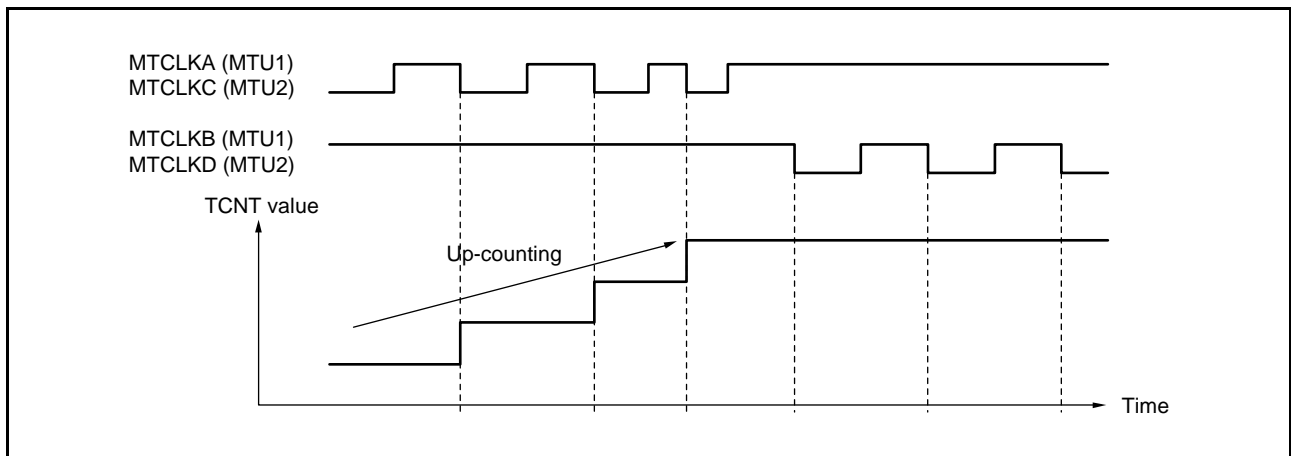 MTCLKA (MTU1)
MTCLKC (MTU2)
MTCLKB (MTU1)
MTCLKD (MTU2)
TCNT value
Up-counting
Time